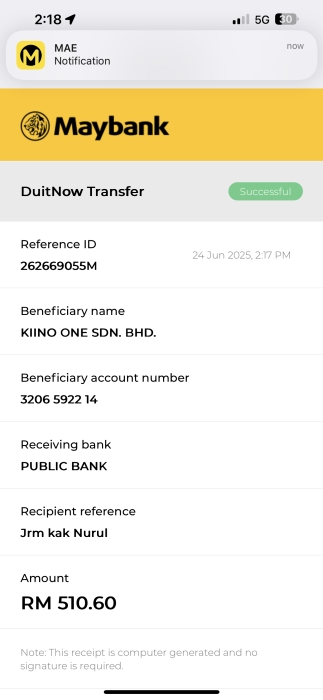 2:18
5G 30
MAE
now
Notification
Maybank
DuitNow Transfer
Successful
Reference ID
262669055M
24 Jun 2025, 2:17 PM
Beneficiary name
KIINO ONE SDN. BHD.
Beneficiary account number
3206 5922 14
Receiving bank
PUBLIC BANK
Recipient reference
Jrm kak Nurul
Amount
RM 510.60
Note: This receipt is computer generated and no
signature is required.